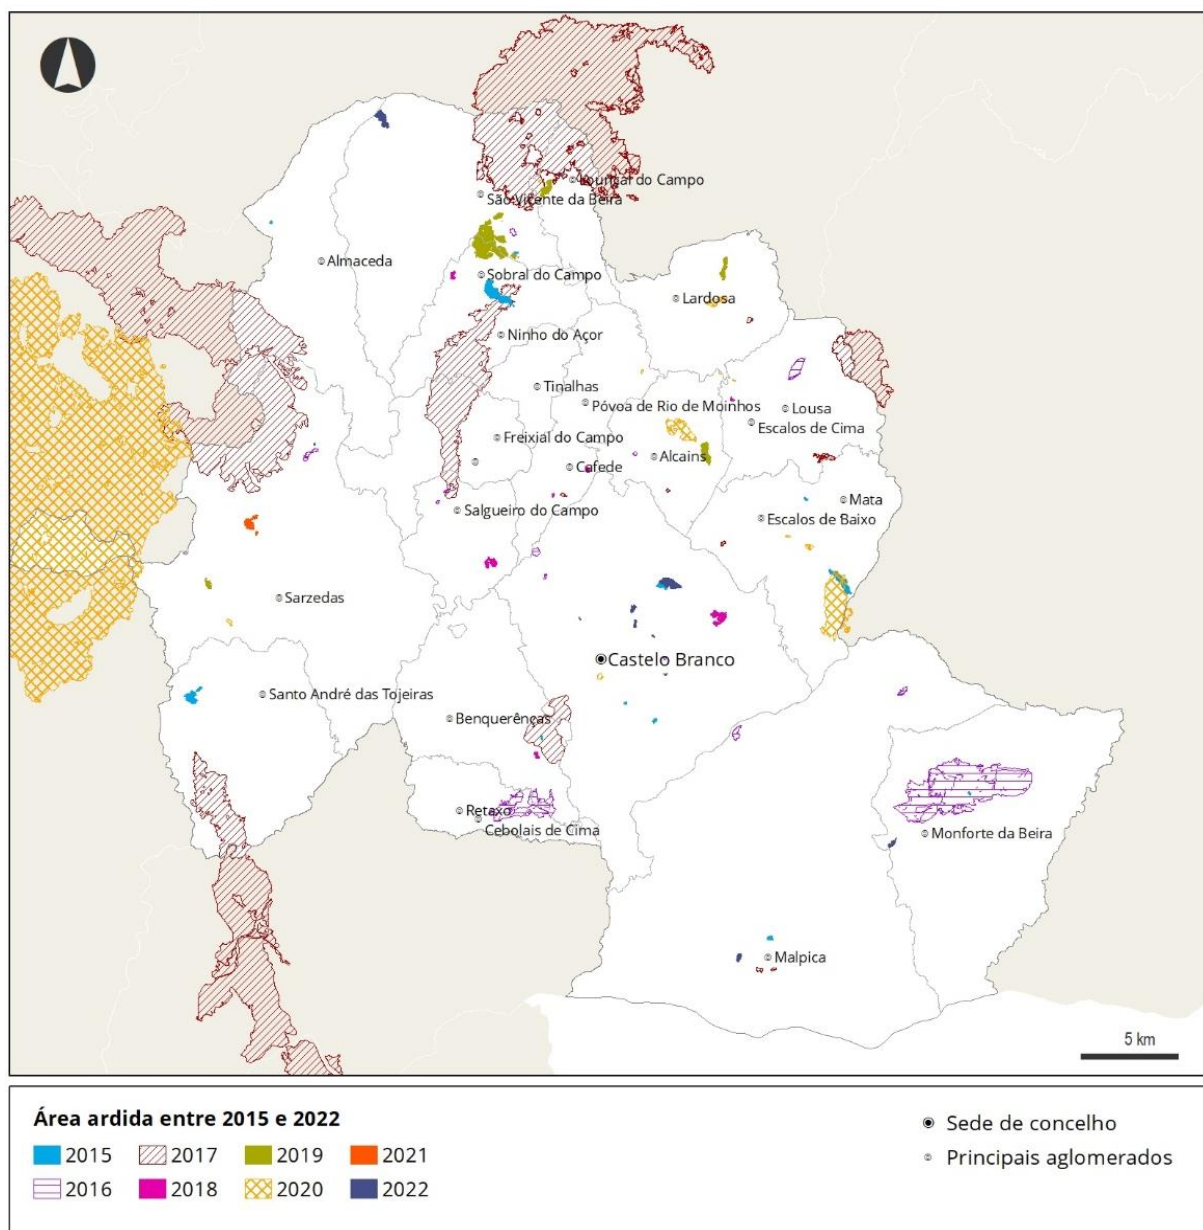 Lourical do Campo
São Vicente da Beira
Almaceda
Sobral do Campo
Lardosa
Ninho do Açor
Tinalhas
Póvoa de Rio de Moinhos
Lousa
Escalos de Cima
Freixial do Campo
Alcains
Cafede
Mata
Salgueiro do Campo
Escalos de Baixo
Sarzedas
Castelo Branco
Santo André das Tojeiras
Benquerenças
Retaxo
Cebolais de Cima
Monforte da Beira
Malpica
5 km
Área ardida entre 2015 e 2022
2015 2017 2019 2021
2016 2018 2020 2022
Sede de concelho
Principais aglomerados